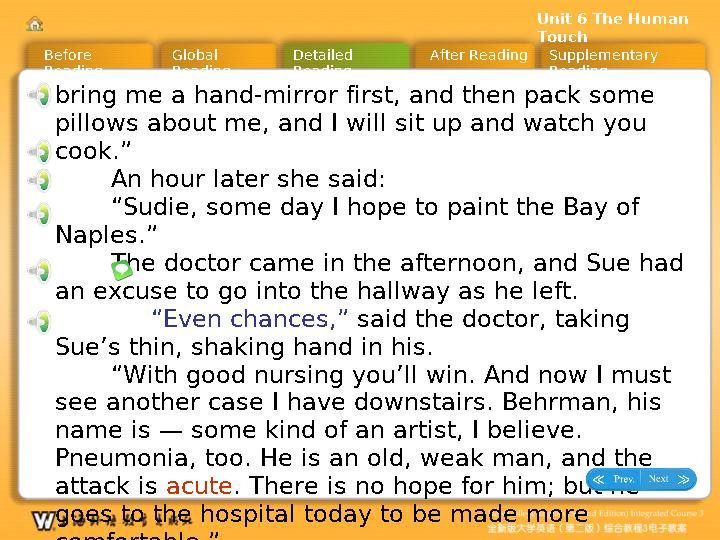 Unit 6 The Human
Touch
Before
Reading
Global
Reading
Detailed
Reading
After Reading
Supplementary
Reading
bring me a hand-mirror first, and then pack some
pillows about me, and I will sit up and watch you
cook.”
An hour later she said:
“Sudie, some day I hope to paint the Bay of
Naples.”
The doctor came in the afternoon, and Sue had
an excuse to go into the hallway as he left.
“Even chances,” said the doctor, taking
Sue’s thin, shaking hand in his.
“With good nursing you’ll win. And now I must
see another case I have downstairs. Behrman, his
name is — some kind of an artist, I believe.
Pneumonia, too. He is an old, weak man, and the
attack is acute. There is no hope for him; but he
goes to the hospital today to be made more
comfortable.”
Prev. Next
Edition) Integrated Course 3
全新版大学英语（第二版）综合教程3电子教案